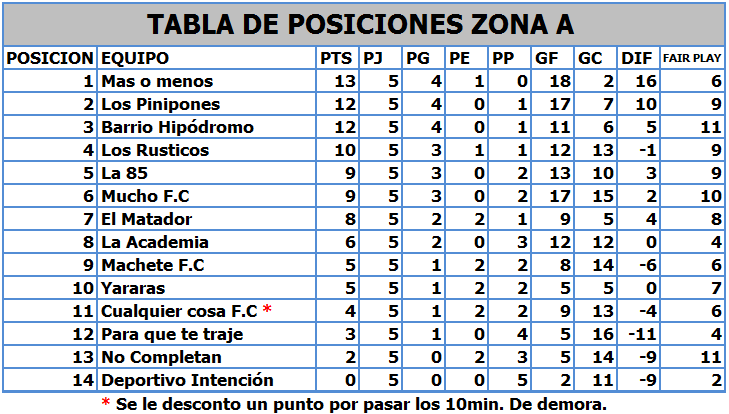 TABLA DE POSICIONES ZONA A
POSICION EQUIPO PTS PJ PG PE PP GF GC DIF FAIR PLAY
1 Mas o menos 13 5 4 1 0 18 2 16 6
2 Los Pinipones 12 5 4 0 1 17 7 10 9
3 Barrio Hipódromo 12 5 4 0 1 11 6 5 11
4 Los Rusticos 10 5 3 1 1 12 13 -1 9
5 La 85 9 5 3 0 2 13 10 3 9
6 Mucho F.C 9 5 3 0 2 17 15 2 10
7 El Matador 8 5 2 2 1 9 5 4 8
8 La Academia 6 5 2 0 3 12 12 0 4
9 Machete F.C 5 5 1 2 2 8 14 -6 6
10 Yararas 5 5 1 2 2 5 5 0 7
11 Cualquier cosa F.C * 4 5 1 2 2 9 13 -4 6
12 Para que te traje 3 5 1 0 4 5 16 -11 4
13 No Completan 2 5 0 2 3 5 14 -9 11
14 Deportivo Intención 0 5 0 0 5 2 11 -9 2
* Se le desconto un punto por pasar los 10min. De demora.